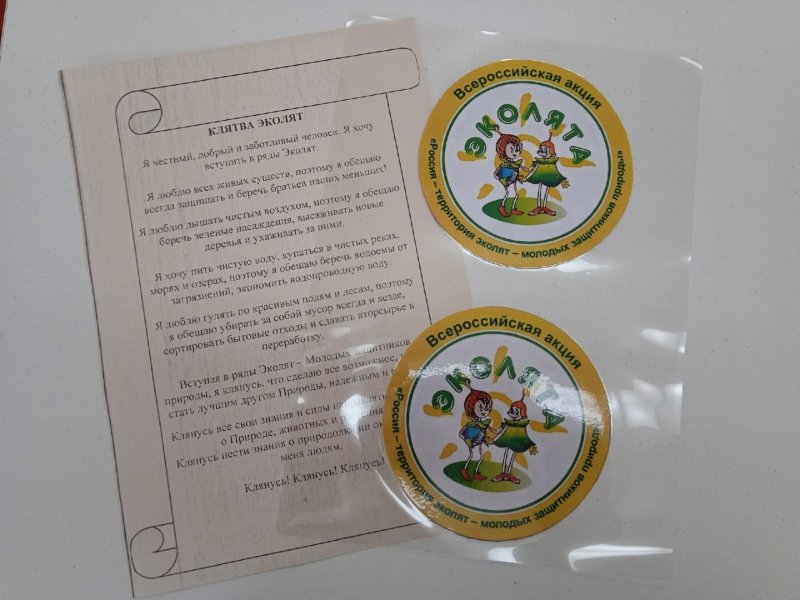 КЛЯТВА ЭКОЛЯТ
Я честный, добрый и заботливый человек. Я хочу
вступить в ряды Эколят.
Я люблю всех живых существ, поэтому я обещаю
всегда защищать и беречь братьев наших меньших!
Я люблю дышать чистым воздухом, поэтому я обещаю
беречь зеленые насаждения, высаживать новые
деревья и ухаживать за ними.
Я хочу пить чистую воду, купаться в чистых реках,
морях и озерах, поэтому я обещаю беречь водоемы от
загрязнений, экономить водопроводную воду.
Я люблю гулять по красивым полям и лесам, поэтому
я обещаю убирать за собой мусор всегда и везде,
сортировать бытовые отходы и сдавать вторсырье в
переработку.
Вступая в ряды Эколят – Молодых защитников
природы, я клянусь, что сделаю все возможное,
стать лучшим другом Природы, надежным и
Клянусь все свои знания и силы
о Природе, животных и
Клянусь нести знания о природолюбии
меня людям.
Клянусь! Клянусь! Клянусь!
Всероссийская акция
ЭКОЛЯТА
«Россия – территория эколят – молодых защитников природы»
Всероссийская акция
ЭКОЛЯТА
«Россия – территория эколят – молодых защитников природы